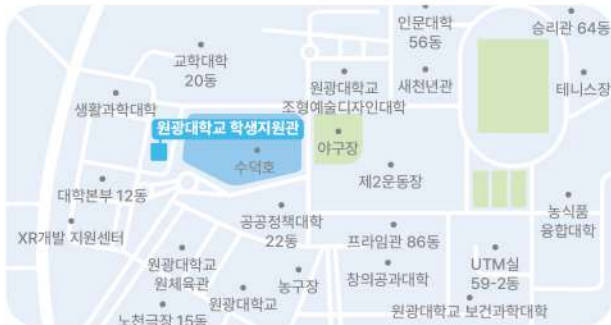 인문대학
56동
승리관 64동
교학대학
20동
원광대학교
조형예술디자인대학
새천년관
테니스장
생활과학대학
원광대학교 학생지원관
수덕호
야구장
제2운동장
대학본부 12동
공공정책대학
22동
농식품
융합대학
XR개발 지원센터
프라임관 86동
원광대학교
원체육관
창의공과대학
UTM실
59-2동
농구장
원광대학교
원광대학교 보건과학대학
노천극장 15동